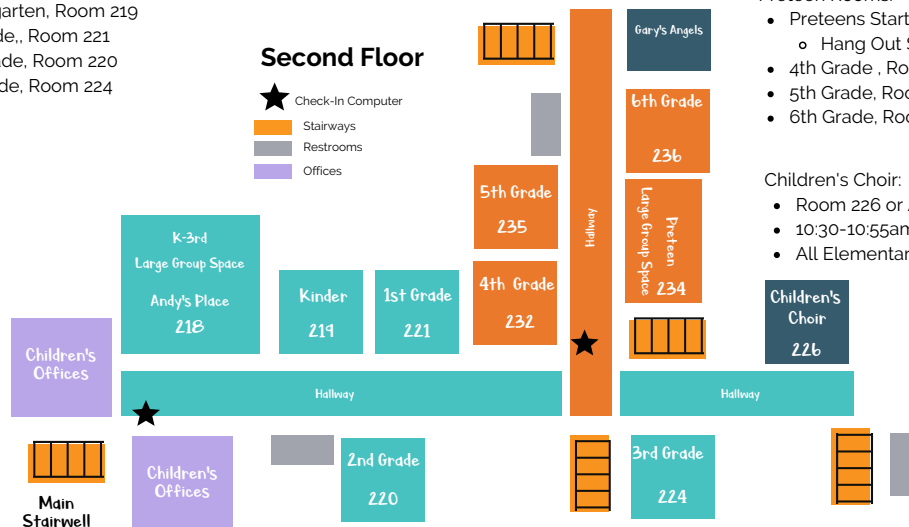 garten, Room 219
de,, Room 221
ade, Room 220
de, Room 224
Second Floor
Check-In Computer
Stairways
Restrooms
Offices
Preteen Rooms:
Preteens Start
Hang Out S
4th Grade , Ro
5th Grade, Roo
6th Grade, Roo
Children's Choir:
Room 226 or A
10:30-10:55am
All Elementar
Gary's Angels
6th Grade
236
5th Grade
235
Hallway
Preteen
Large Group Space
234
K-3rd
Large Group Space
Andy's Place
218
Kinder
219
1st Grade
221
4th Grade
232
Children's
Choir
226
Children's
Offices
Hallway
Hallway
Main
Stairwell
Children's
Offices
2nd Grade
220
3rd Grade
224